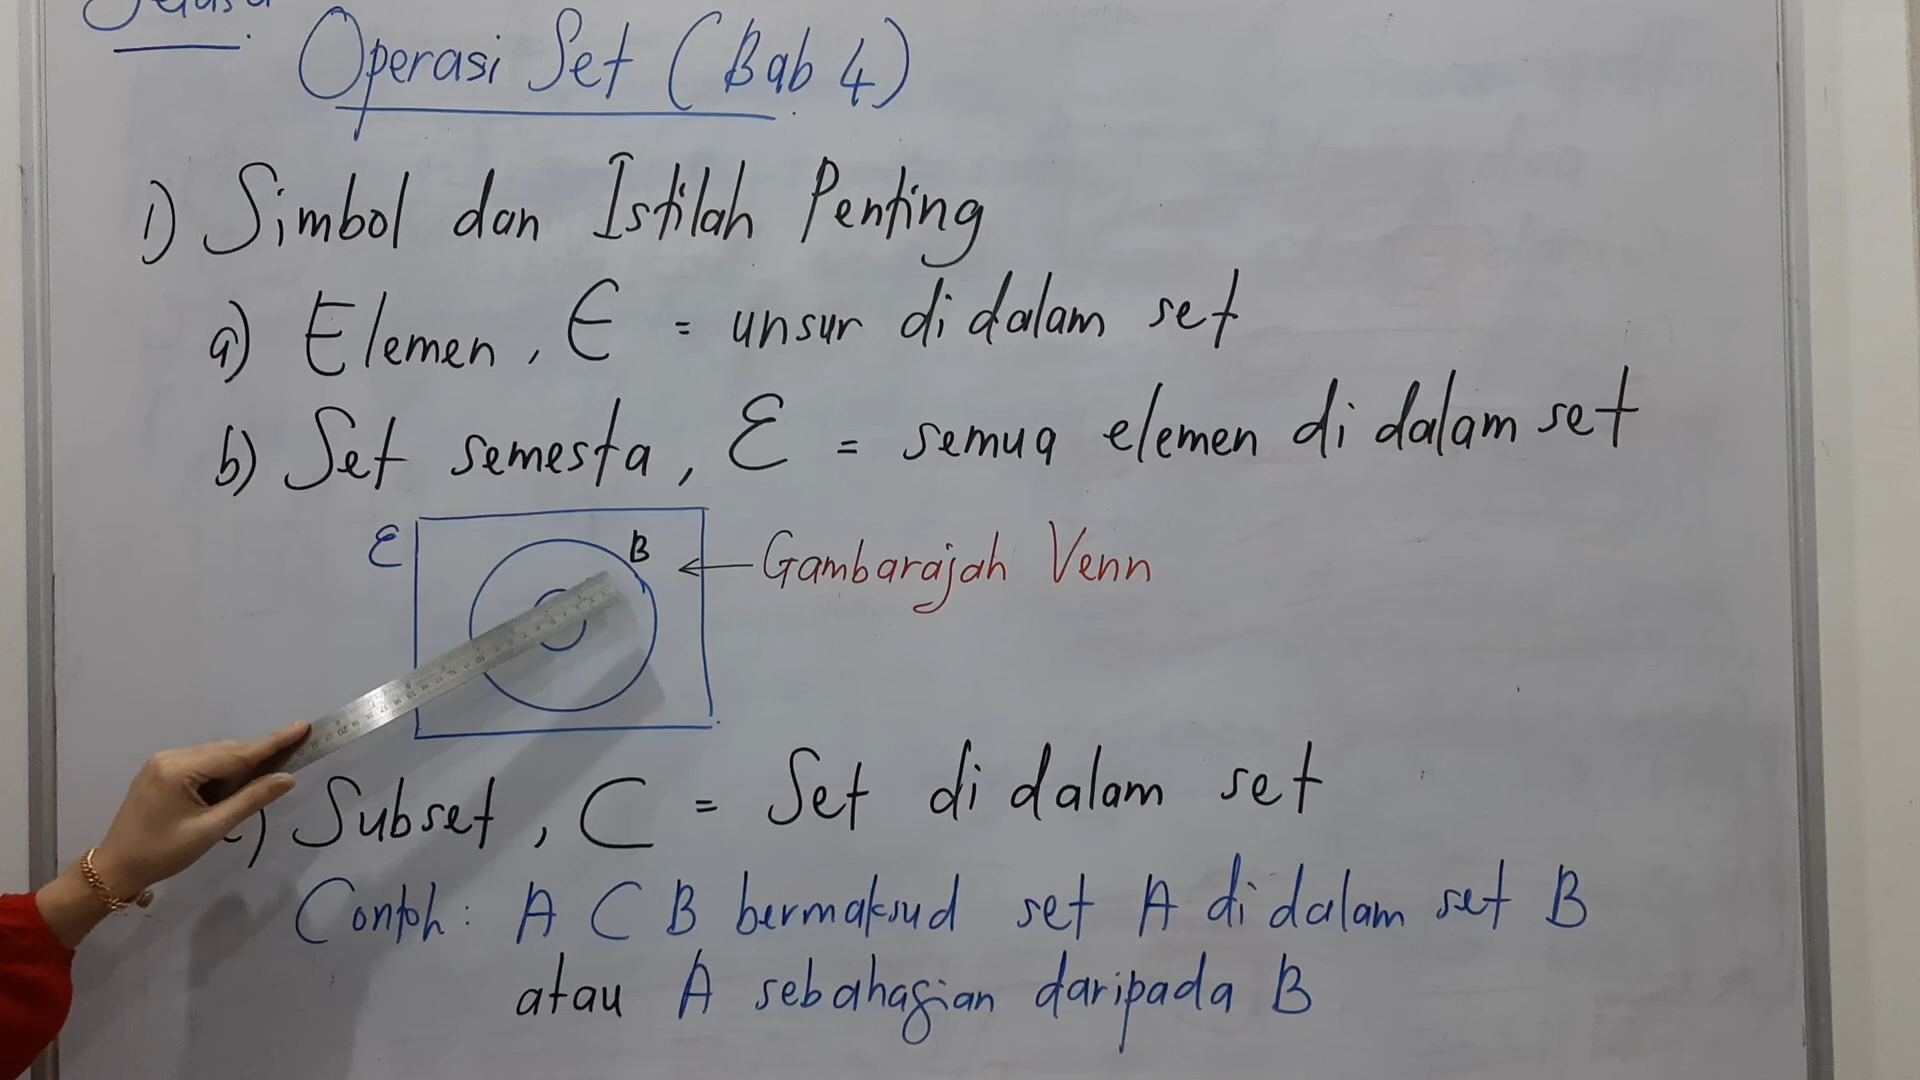 Operasi Set (Bab 4)
1) Simbol dan Istilah Penting
a) Elemen, ∈ = unsur di dalam set
b) Set semesta, ℰ = semua elemen di dalam set
ℰ B ← Gambarajah Venn
Subset, ⊂ = Set di dalam set
Contoh: A ⊂ B bermaksud set A di dalam set B
atau A sebahagian daripada B